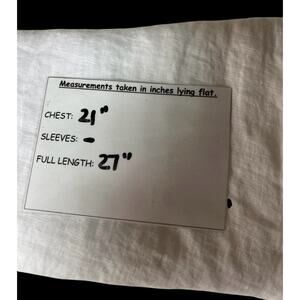 Measurements taken in inches lying flat.
CHEST: 21"
SLEEVES: -
FULL LENGTH: 27"